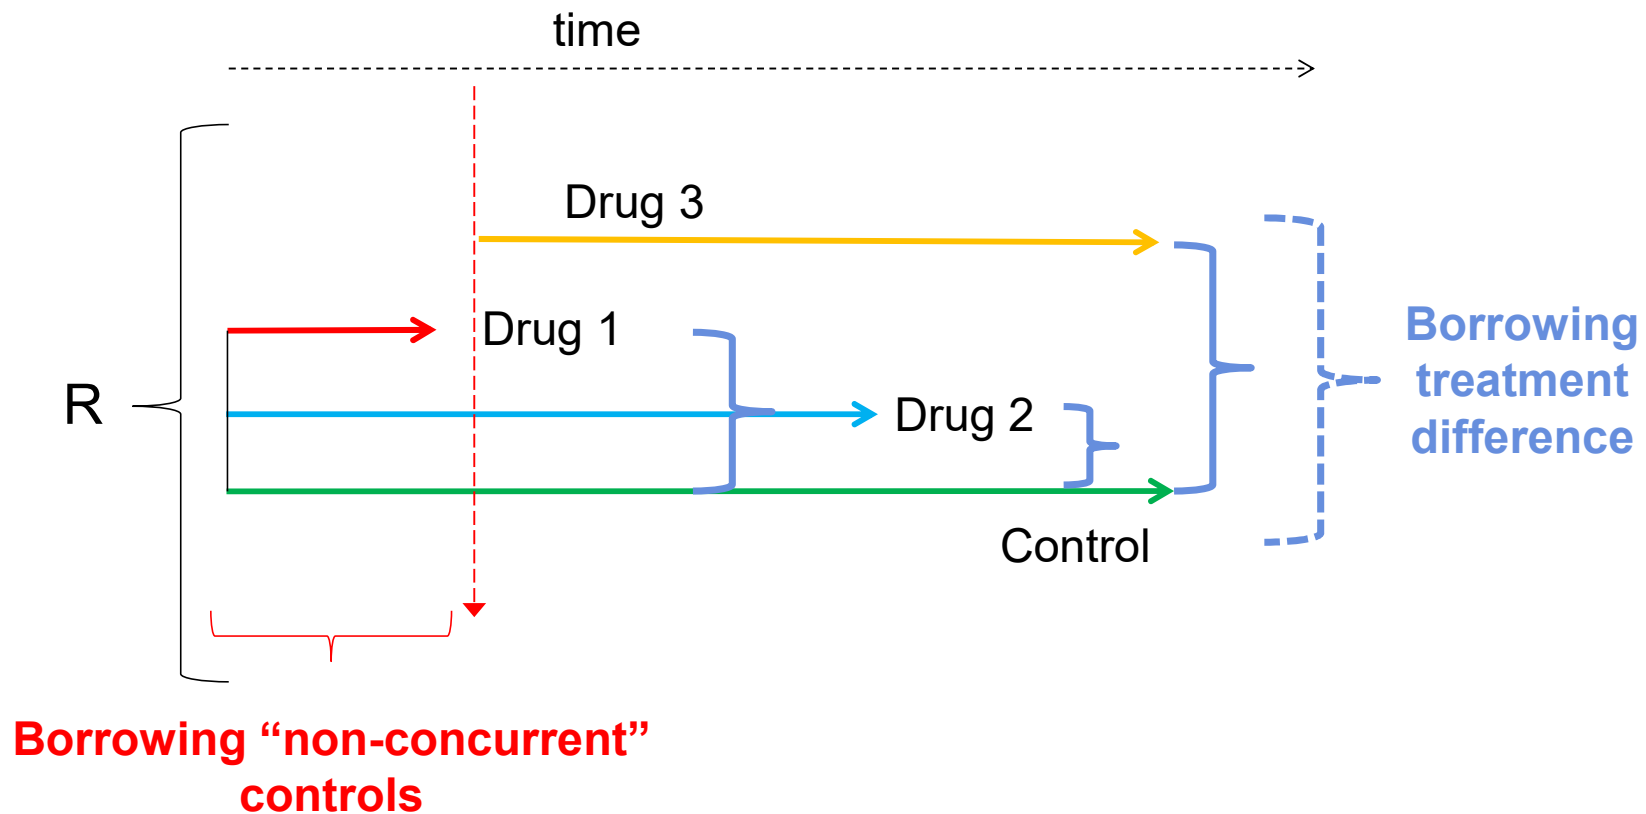 time
Drug 3
Drug 1
R
Drug 2
Control
Borrowing
treatment
difference
Borrowing “non-concurrent”
controls